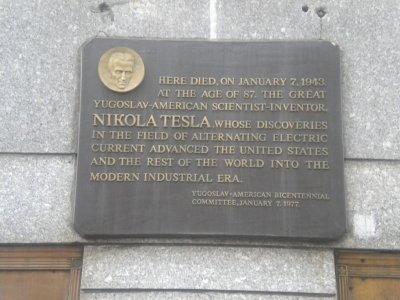 HERE DIED, ON JANUARY 7, 1943,
AT THE AGE OF 87, THE GREAT
YUGOSLAV-AMERICAN SCIENTIST-INVENTOR,
NIKOLA TESLA, WHOSE DISCOVERIES
IN THE FIELD OF ALTERNATING ELECTRIC
CURRENT ADVANCED THE UNITED STATES
AND THE REST OF THE WORLD INTO THE
MODERN INDUSTRIAL ERA.
YUGOSLAV-AMERICAN BICENTENNIAL
COMMITTEE, JANUARY 7, 1977.